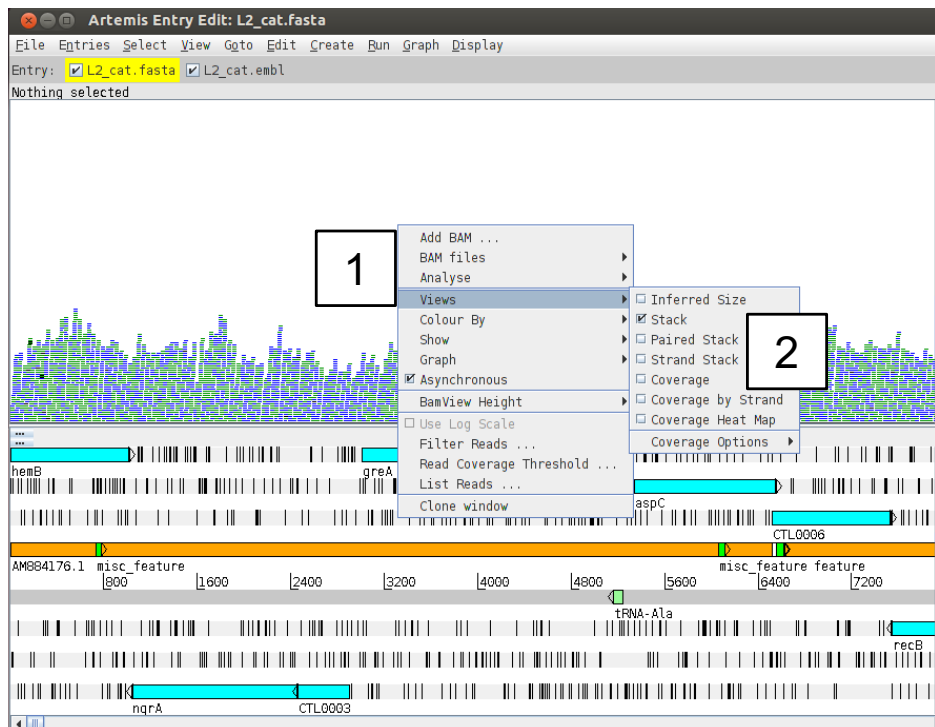 Artemis Entry Edit: L2_cat.fasta
File Entries Select View Goto Edit Create Run Graph Display
Entry: L2_cat.fasta L2_cat.embl
Nothing selected
1
Add BAM ...
BAM files
Analyse
Views
Colour By
Show
Graph
Asynchronous
BamView Height
Use Log Scale
Filter Reads ...
Read Coverage Threshold ...
List Reads ...
Clone window
2
Inferred Size
Stack
Paired Stack
Strand Stack
Coverage
Coverage by Strand
Coverage Heat Map
Coverage Options
hemB greA
aspC
CTL0006
AM884176.1 misc_feature misc_feature feature
800 1600 2400 3200 4000 4800 5600 6400 7200
tRNA-Ala
recB
nqrA CTL0003